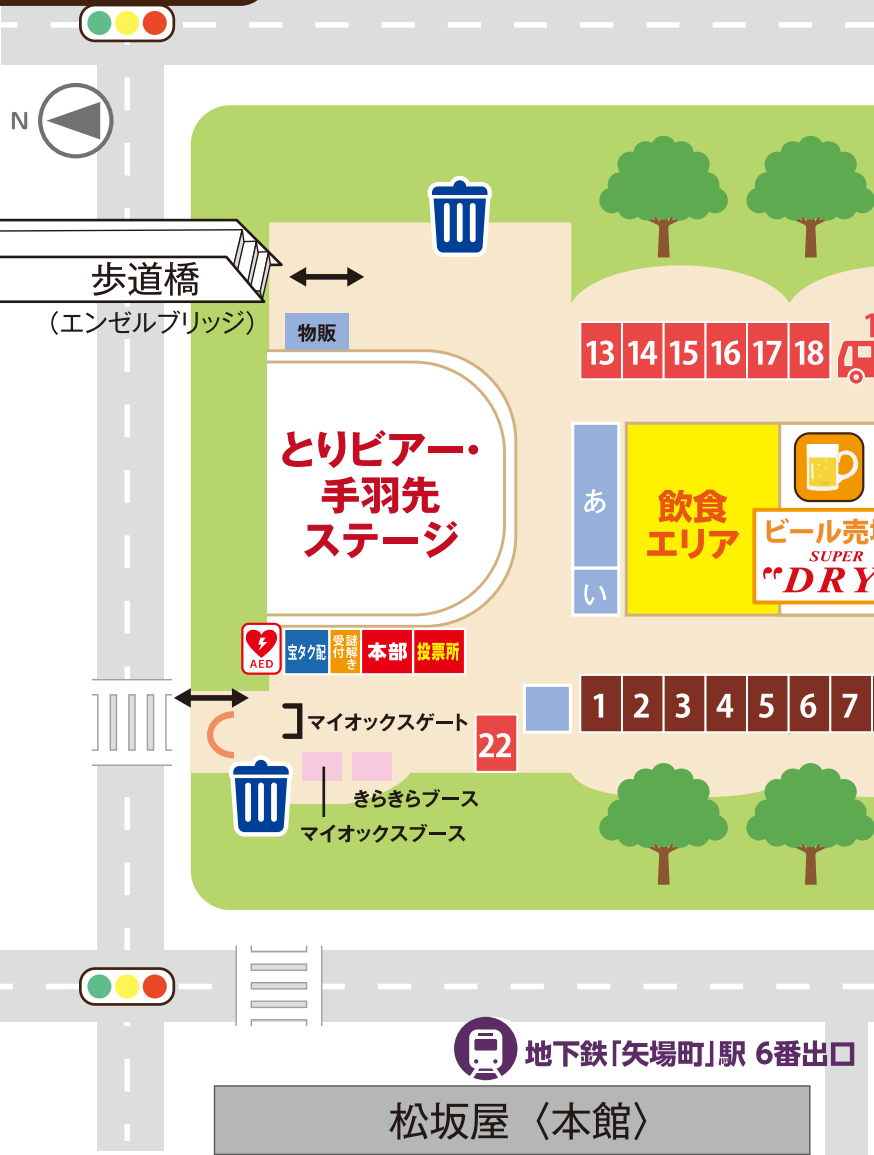 N
歩道橋
（エンゼルブリッジ）
物販
13 14 15 16 17 18
とりビアー・
手羽先
ステージ
あ
い
飲食
エリア
ビール売
SUPER
"DRY
AED
宝タク配
謎解き
受付
本部
投票所
マイオックスゲート
22
1 2 3 4 5 6 7
きらきらブース
マイオックスブース
地下鉄「矢場町」駅 6番出口
松坂屋〈本館〉